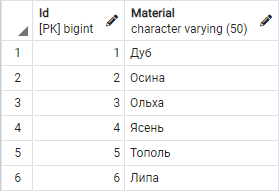 Id Material
[PK] bigint character varying (50)
1 1 Дуб
2 2 Осина
3 3 Ольха
4 4 Ясень
5 5 Тополь
6 6 Липа